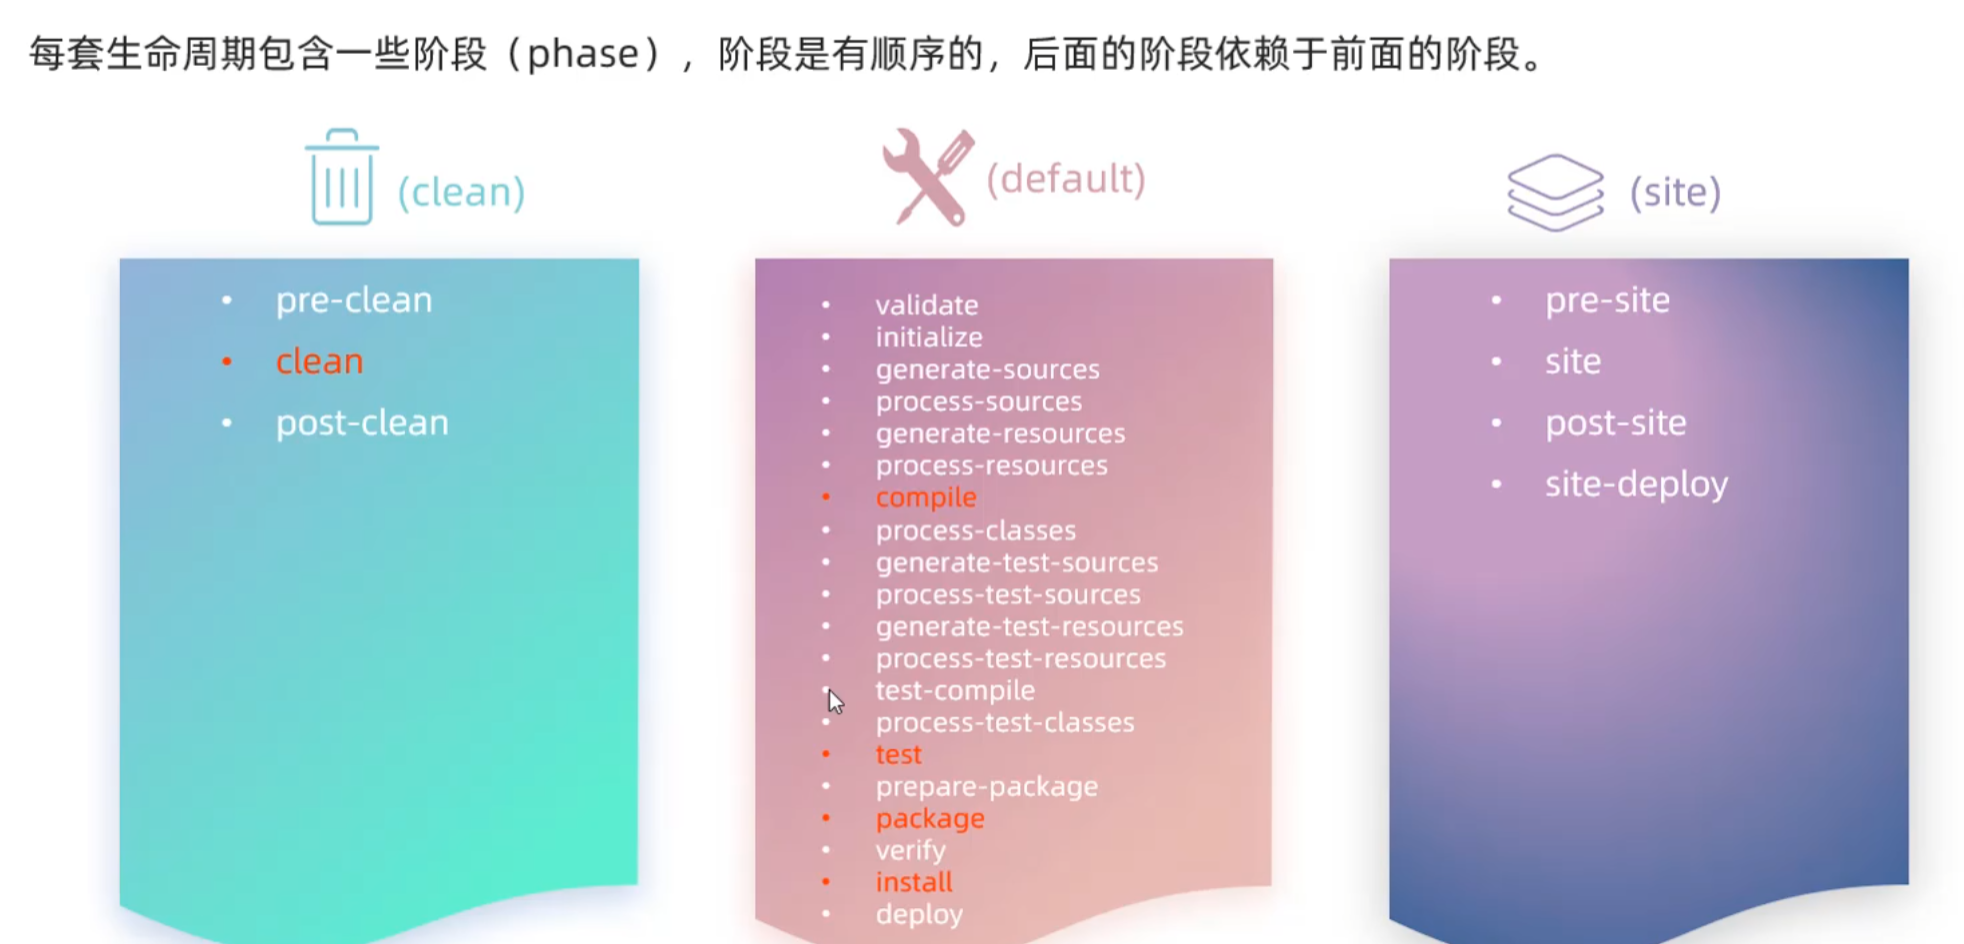 每套生命周期包含一些阶段（phase），阶段是有顺序的，后面的阶段依赖于前面的阶段。
(clean)
• pre-clean
• clean
• post-clean
(default)
• validate
• initialize
• generate-sources
• process-sources
• generate-resources
• process-resources
• compile
• process-classes
• generate-test-sources
• process-test-sources
• generate-test-resources
• process-test-resources
• test-compile
• process-test-classes
• test
• prepare-package
• package
• verify
• install
• deploy
(site)
• pre-site
• site
• post-site
• site-deploy